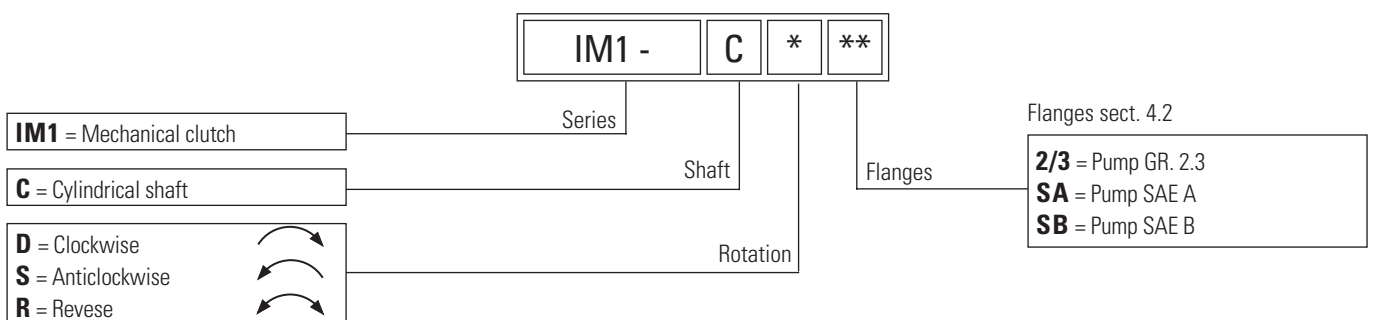 IM1 - C * **
Series
Flanges sect. 4.2
IM1 = Mechanical clutch
Shaft
Flanges
2/3 = Pump GR. 2.3
SA = Pump SAE A
SB = Pump SAE B
C = Cylindrical shaft
Rotation
D = Clockwise
S = Anticlockwise
R = Revese